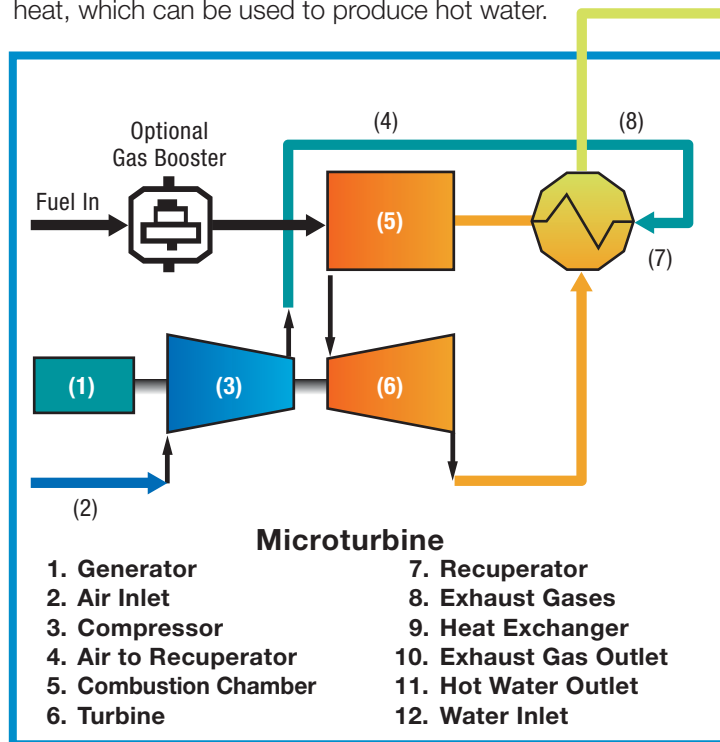 heat, which can be used to produce hot water.
(4)
(8)
Optional
Gas Booster
Fuel In
(5)
(7)
(1)
(3)
(6)
(2)
Microturbine
1. Generator
2. Air Inlet
3. Compressor
4. Air to Recuperator
5. Combustion Chamber
6. Turbine
7. Recuperator
8. Exhaust Gases
9. Heat Exchanger
10. Exhaust Gas Outlet
11. Hot Water Outlet
12. Water Inlet